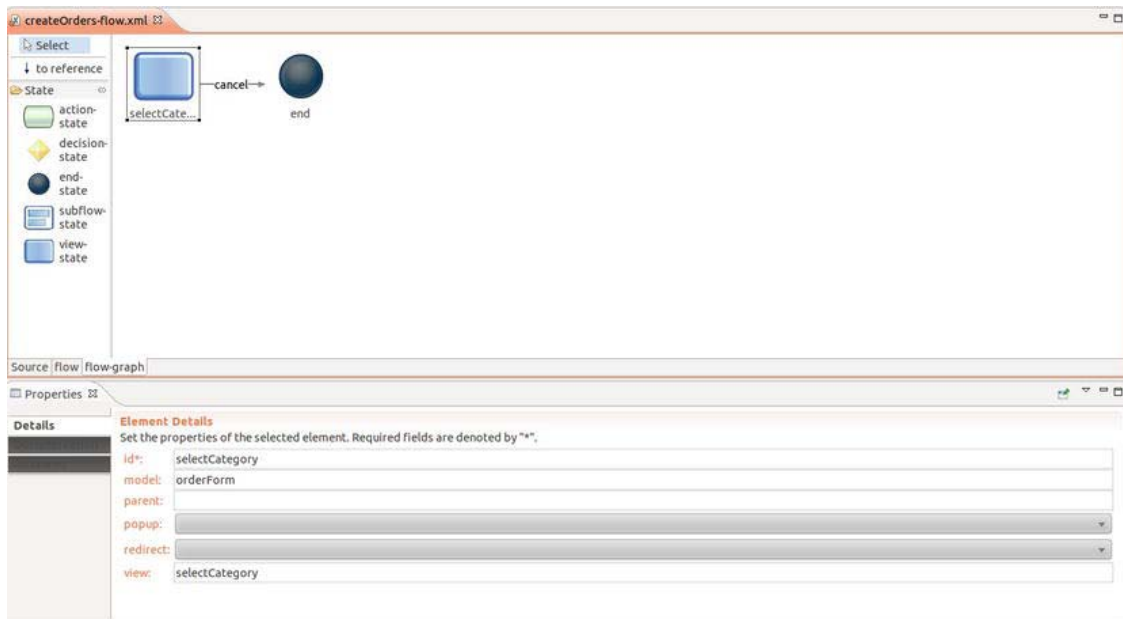 createOrders-flow.xml
Select
to reference
State
action-
state
decision-
state
end-
state
subflow-
state
view-
state
selectCate...
cancel
end
Source flow flow-graph
Properties
Details
Element Details
Set the properties of the selected element. Required fields are denoted by "*".
id*: selectCategory
model: orderForm
parent:
popup:
redirect:
view: selectCategory